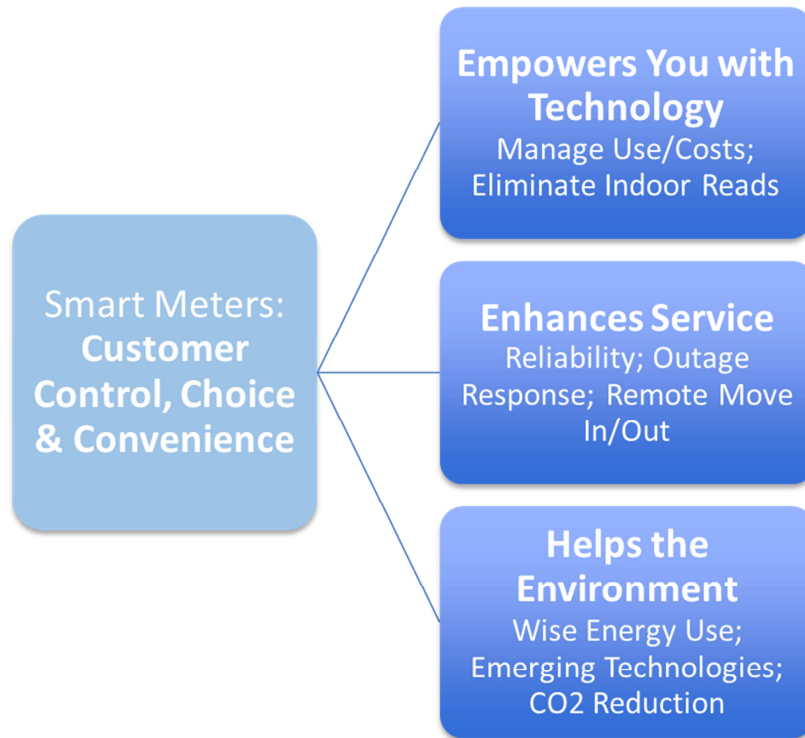 Smart Meters:
Customer
Control, Choice
& Convenience
Empowers You with
Technology
Manage Use/Costs;
Eliminate Indoor Reads
Enhances Service
Reliability; Outage
Response; Remote Move
In/Out
Helps the
Environment
Wise Energy Use;
Emerging Technologies;
CO2 Reduction